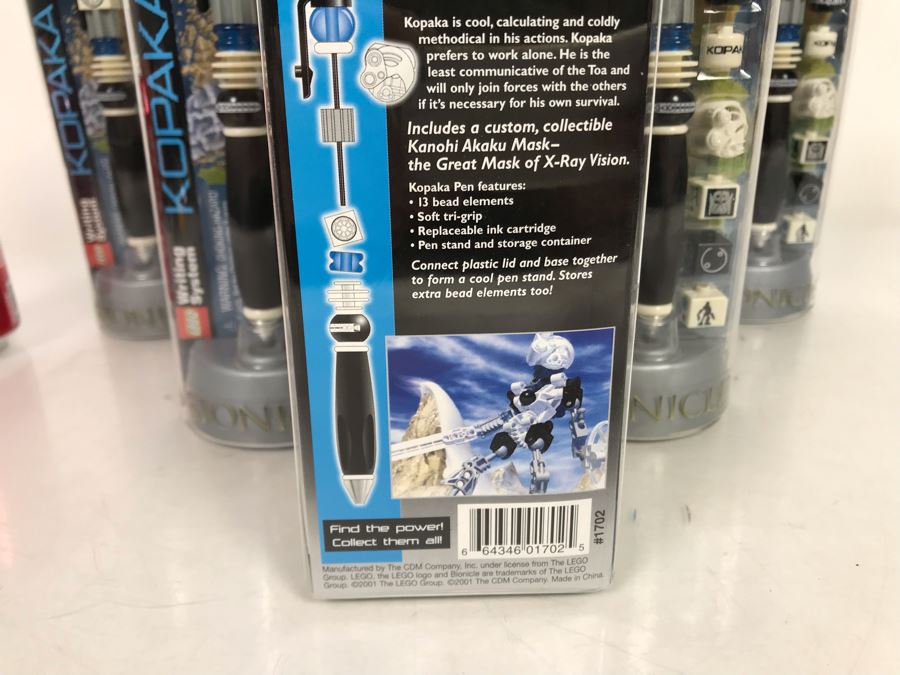 Kopaka is cool, calculating and coldly
methodical in his actions. Kopaka
prefers to work alone. He is the
least communicative of the Toa and
will only join forces with the others
if it's necessary for his own survival.
Includes a custom, collectible
Kanohi Akaku Mask–
the Great Mask of X-Ray Vision.
Kopaka Pen features:
• 13 bead elements
• Soft tri-grip
• Replaceable ink cartridge
• Pen stand and storage container
Connect plastic lid and base together
to form a cool pen stand. Stores
extra bead elements too!
Find the power!
Collect them all!
6 64346 01702 5
#1702
Manufactured by The CDM Company, Inc. under license from The LEGO
Group. LEGO, the LEGO logo and Bionicle are trademarks of The LEGO
Group. ©2001 The LEGO Group. ©2001 The CDM Company. Made in China.
KOPAKA
Writing
System
KOPAKA
LEGO
Writing
System
KOPAK